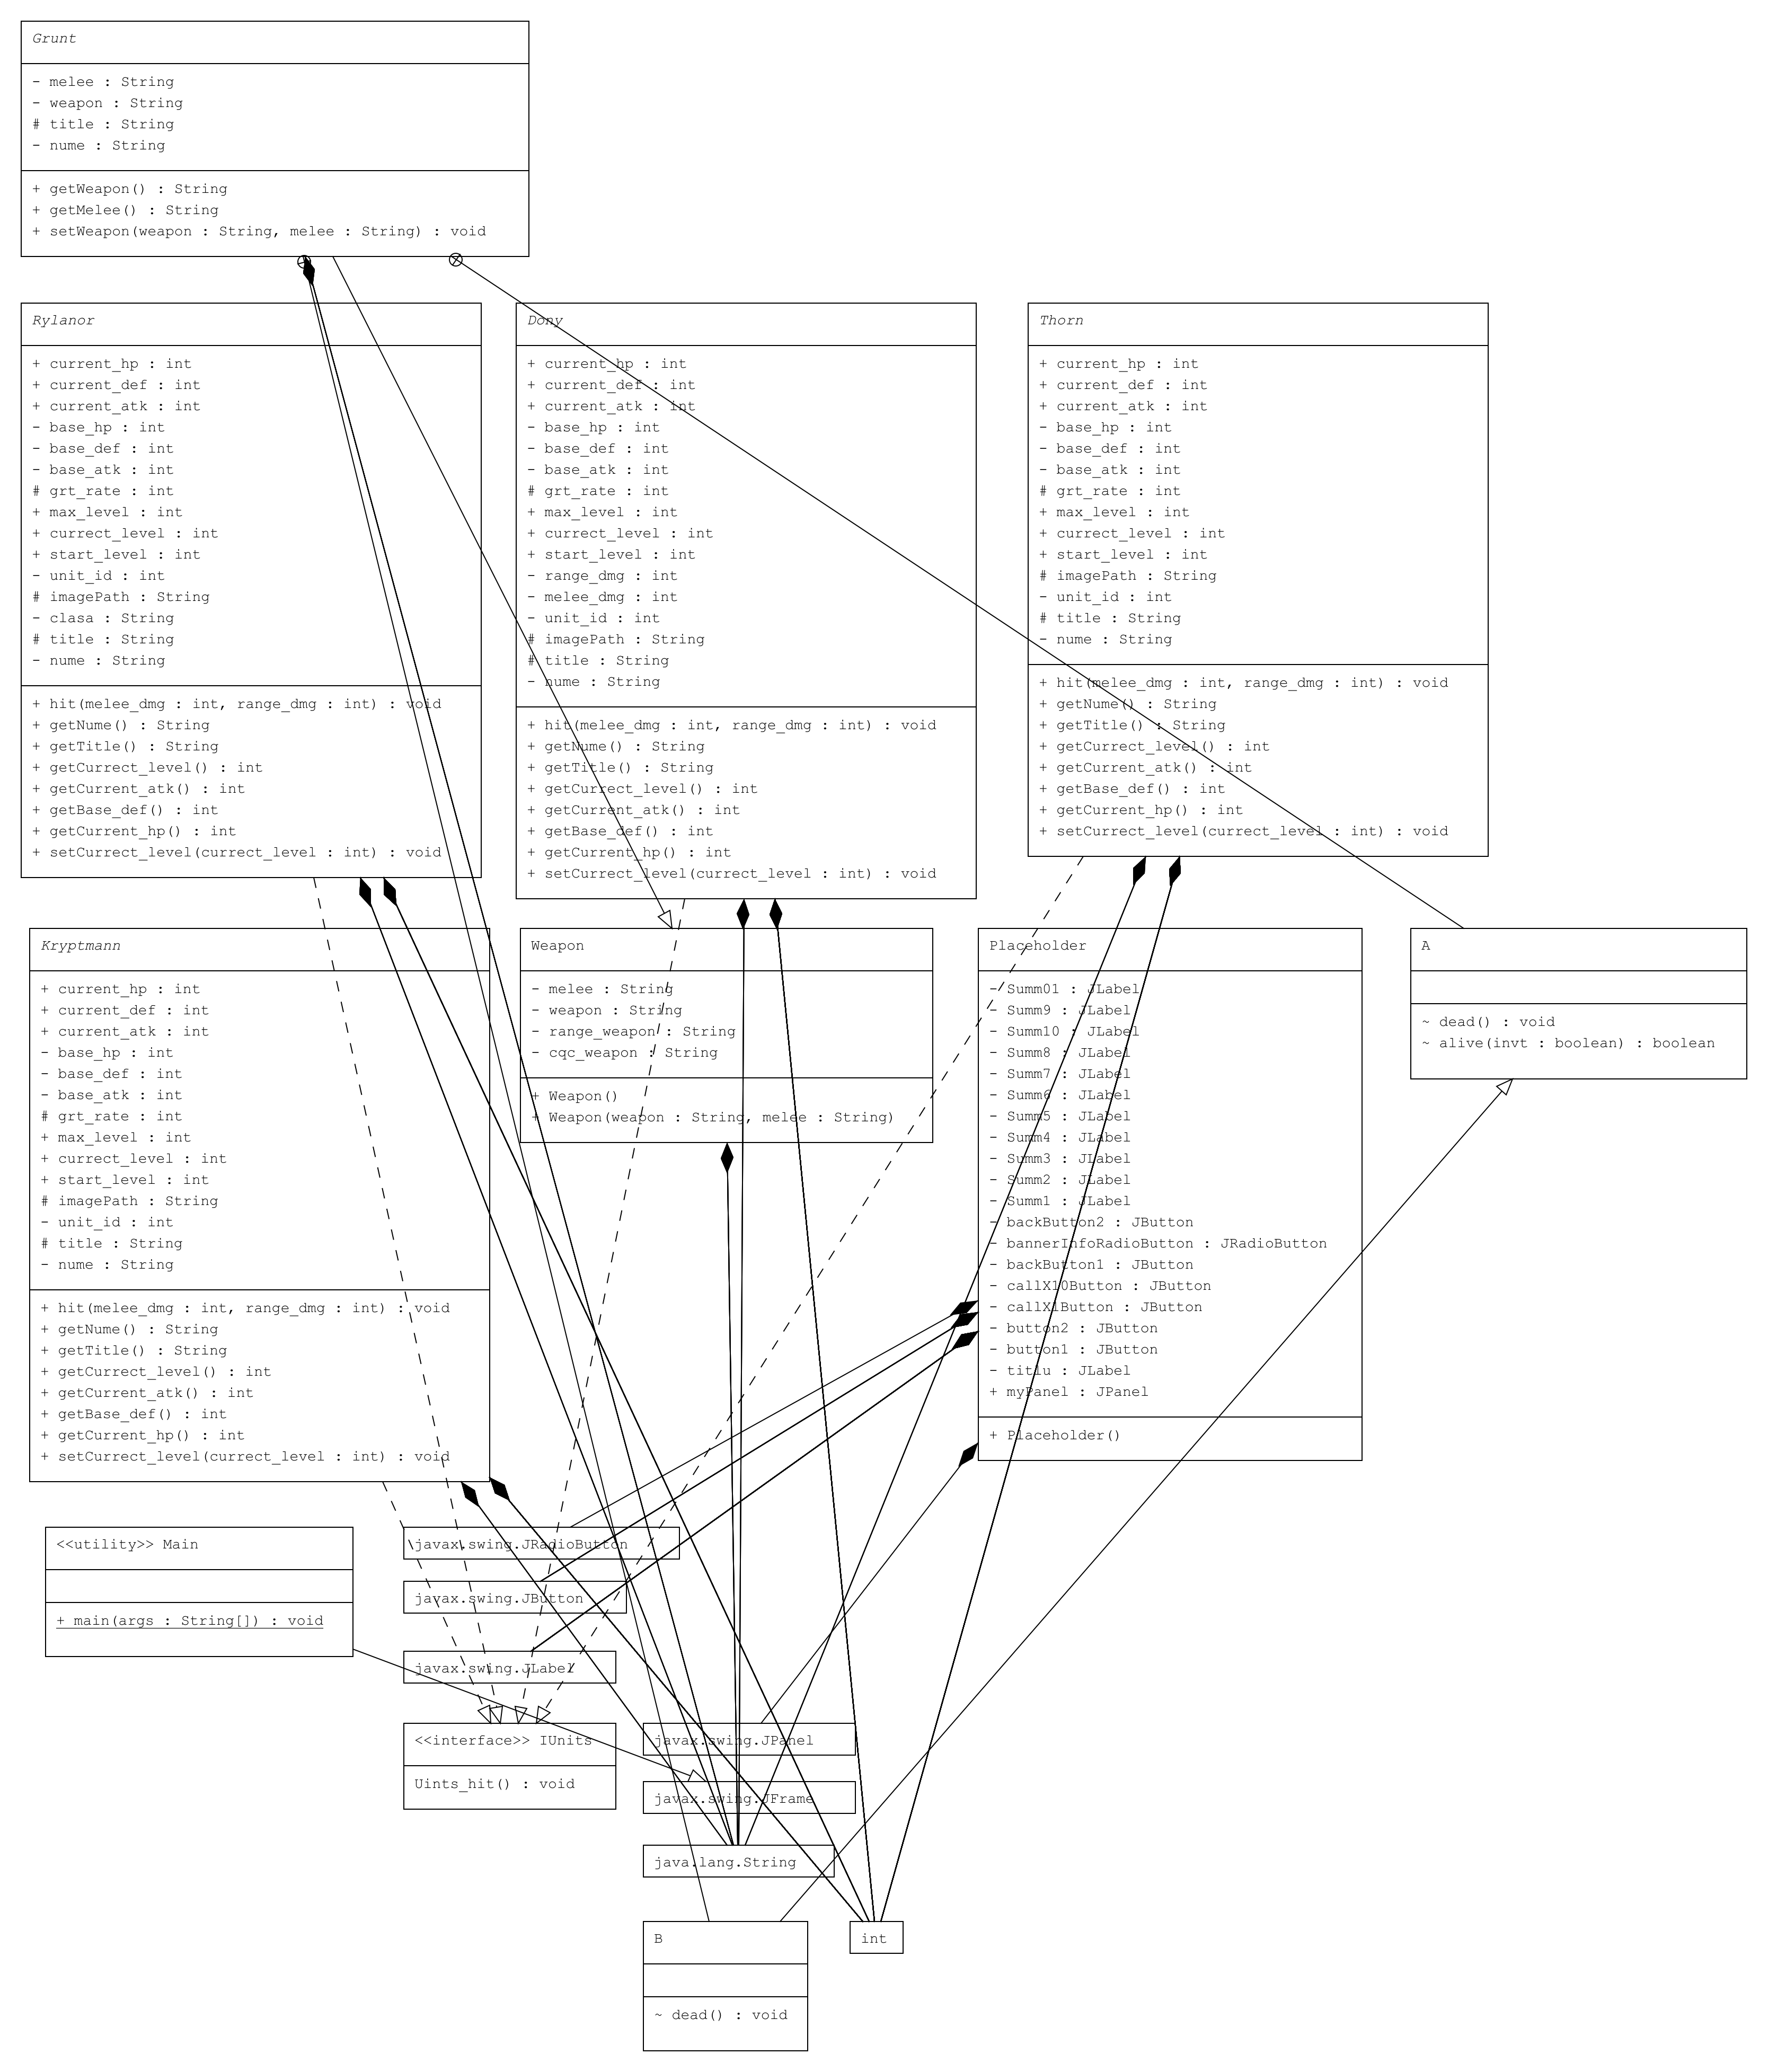 Grunt
- melee : String
- weapon : String
# title : String
- nume : String
+ getWeapon() : String
+ getMelee() : String
+ setWeapon(weapon : String, melee : String) : void
Rylanor
+ current_hp : int
+ current_def : int
+ current_atk : int
- base_hp : int
- base_def : int
- base_atk : int
# grt_rate : int
+ max_level : int
+ currect_level : int
+ start_level : int
- unit_id : int
# imagePath : String
- clasa : String
# title : String
- nume : String
+ hit(melee_dmg : int, range_dmg : int) : void
+ getNume() : String
+ getTitle() : String
+ getCurrect_level() : int
+ getCurrent_atk() : int
+ getBase_def() : int
+ getCurrent_hp() : int
+ setCurrect_level(currect_level : int) : void
Dony
+ current_hp : int
+ current_def : int
+ current_atk : int
- base_hp : int
- base_def : int
- base_atk : int
# grt_rate : int
+ max_level : int
+ currect_level : int
+ start_level : int
- range_dmg : int
- melee_dmg : int
- unit_id : int
# imagePath : String
# title : String
- nume : String
+ hit(melee_dmg : int, range_dmg : int) : void
+ getNume() : String
+ getTitle() : String
+ getCurrect_level() : int
+ getCurrent_atk() : int
+ getBase_def() : int
+ getCurrent_hp() : int
+ setCurrect_level(currect_level : int) : void
Thorn
+ current_hp : int
+ current_def : int
+ current_atk : int
- base_hp : int
- base_def : int
- base_atk : int
# grt_rate : int
+ max_level : int
+ currect_level : int
+ start_level : int
# imagePath : String
- unit_id : int
# title : String
- nume : String
+ hit(melee_dmg : int, range_dmg : int) : void
+ getNume() : String
+ getTitle() : String
+ getCurrect_level() : int
+ getCurrent_atk() : int
+ getBase_def() : int
+ getCurrent_hp() : int
+ setCurrect_level(currect_level : int) : void
Kryptmann
+ current_hp : int
+ current_def : int
+ current_atk : int
- base_hp : int
- base_def : int
- base_atk : int
# grt_rate : int
+ max_level : int
+ currect_level : int
+ start_level : int
# imagePath : String
- unit_id : int
# title : String
- nume : String
+ hit(melee_dmg : int, range_dmg : int) : void
+ getNume() : String
+ getTitle() : String
+ getCurrect_level() : int
+ getCurrent_atk() : int
+ getBase_def() : int
+ getCurrent_hp() : int
+ setCurrect_level(currect_level : int) : void
Weapon
- melee : String
- weapon : String
- range_weapon : String
- cqc_weapon : String
+ Weapon()
+ Weapon(weapon : String, melee : String)
Placeholder
- Summ01 : JLabel
- Summ9 : JLabel
- Summ10 : JLabel
- Summ8 : JLabel
- Summ7 : JLabel
- Summ6 : JLabel
- Summ5 : JLabel
- Summ4 : JLabel
- Summ3 : JLabel
- Summ2 : JLabel
- Summ1 : JLabel
- backButton2 : JButton
- bannerInfoRadioButton : JRadioButton
- backButton1 : JButton
- callX10Button : JButton
- callX1Button : JButton
- button2 : JButton
- button1 : JButton
- titlu : JLabel
+ myPanel : JPanel
+ Placeholder()
A
~ dead() : void
~ alive(invt : boolean) : boolean
<<utility>> Main
+ main(args : String[]) : void
javax.swing.JRadioButton
javax.swing.JButton
javax.swing.JLabel
<<interface>> IUnits
Uints_hit() : void
javax.swing.JPanel
javax.swing.JFrame
java.lang.String
B
~ dead() : void
int